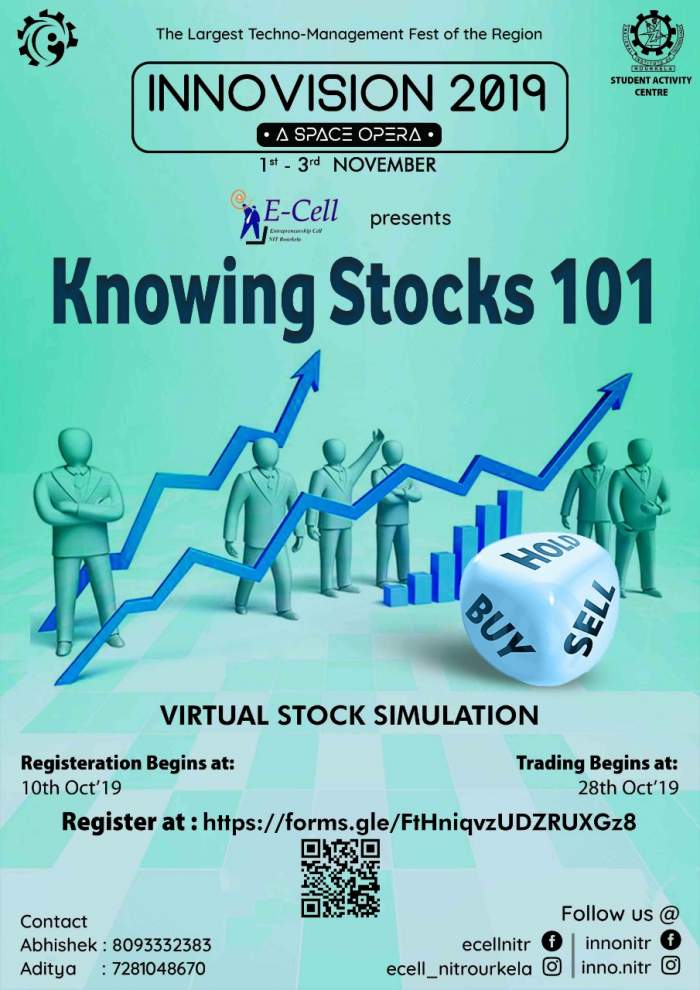 The Largest Techno-Management Fest of the Region
STUDENT ACTIVITY
CENTRE
INNOVISION 2019
• A SPACE OPERA •
1st - 3rd NOVEMBER
E-Cell
Entrepreneurship Cell
NIT Rourkela
presents
Knowing Stocks 101
HOLD
BUY
SELL
VIRTUAL STOCK SIMULATION
Registeration Begins at:
10th Oct'19
Trading Begins at:
28th Oct'19
Register at : https://forms.gle/FtHniqvzUDZRUXGz8
Contact
Abhishek : 8093332383
Aditya : 7281048670
Follow us @
ecellnitr | innonitr
ecell_nitrourkela | inno.nitr